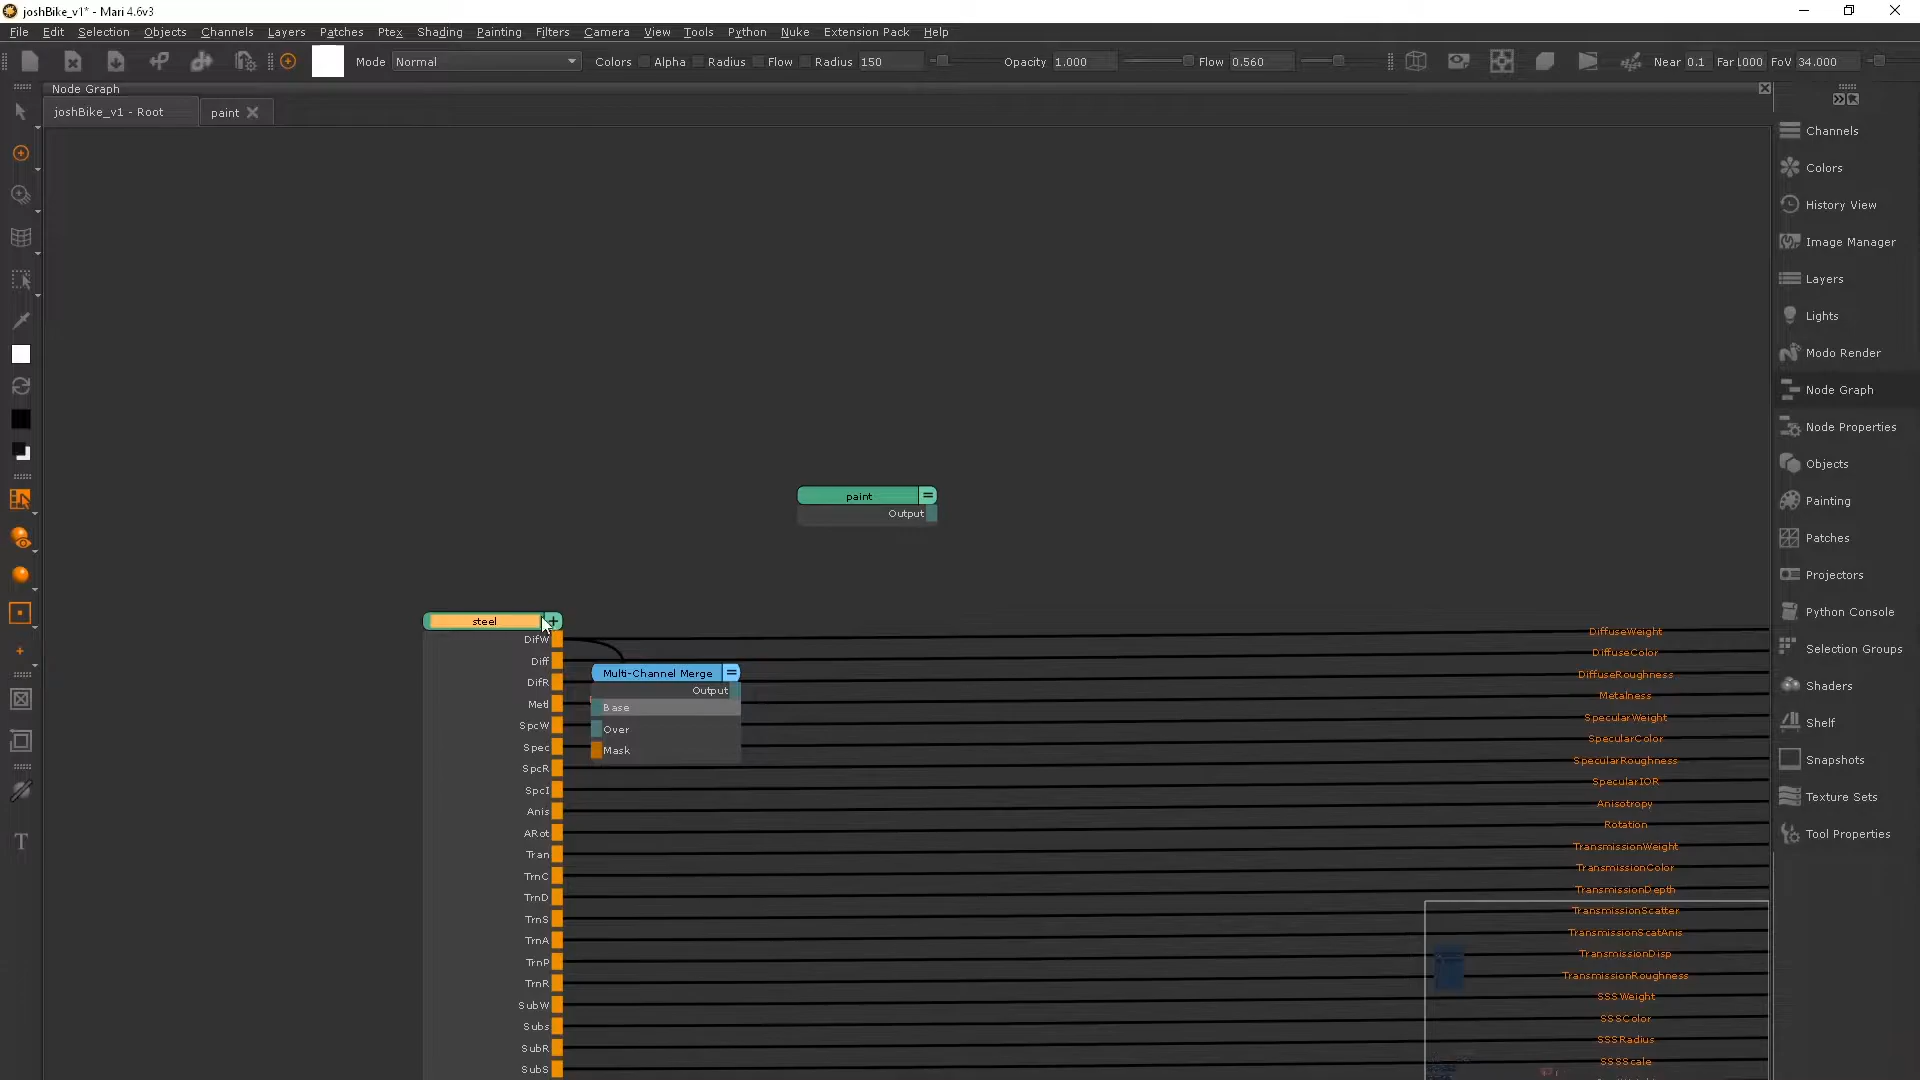 joshBike_v1* - Mari 4.6v3
File Edit Selection Objects Channels Layers Patches Ptex Shading Painting Filters Camera View Tools Python Nuke Extension Pack Help
Mode Normal Colors Alpha Radius Flow Radius 150 Opacity 1.000 Flow 0.560 Near 0.1 Far 1000 FoV 34.000
Node Graph
joshBike_v1 - Root paint
Channels
Colors
History View
Image Manager
Layers
Lights
Modo Render
Node Graph
Node Properties
Objects
Painting
Patches
Projectors
Python Console
Selection Groups
Shaders
Shelf
Snapshots
Texture Sets
Tool Properties
paint
Output
steel
DifW
Diff
DifR
Metl
SpcW
Spec
SpcR
SpcI
Anis
ARot
Tran
TrnC
TrnD
TrnS
TrnA
TrnP
TrnR
SubW
Subs
SubR
SubS
Multi-Channel Merge
Output
Base
Over
Mask
DiffuseWeight
DiffuseColor
DiffuseRoughness
Metalness
SpecularWeight
SpecularColor
SpecularRoughness
SpecularIOR
Anisotropy
Rotation
TransmissionWeight
TransmissionColor
TransmissionDepth
TransmissionScatter
TransmissionScatAnis
TransmissionDisp
TransmissionRoughness
SSSWeight
SSSColor
SSSRadius
SSSScale
T